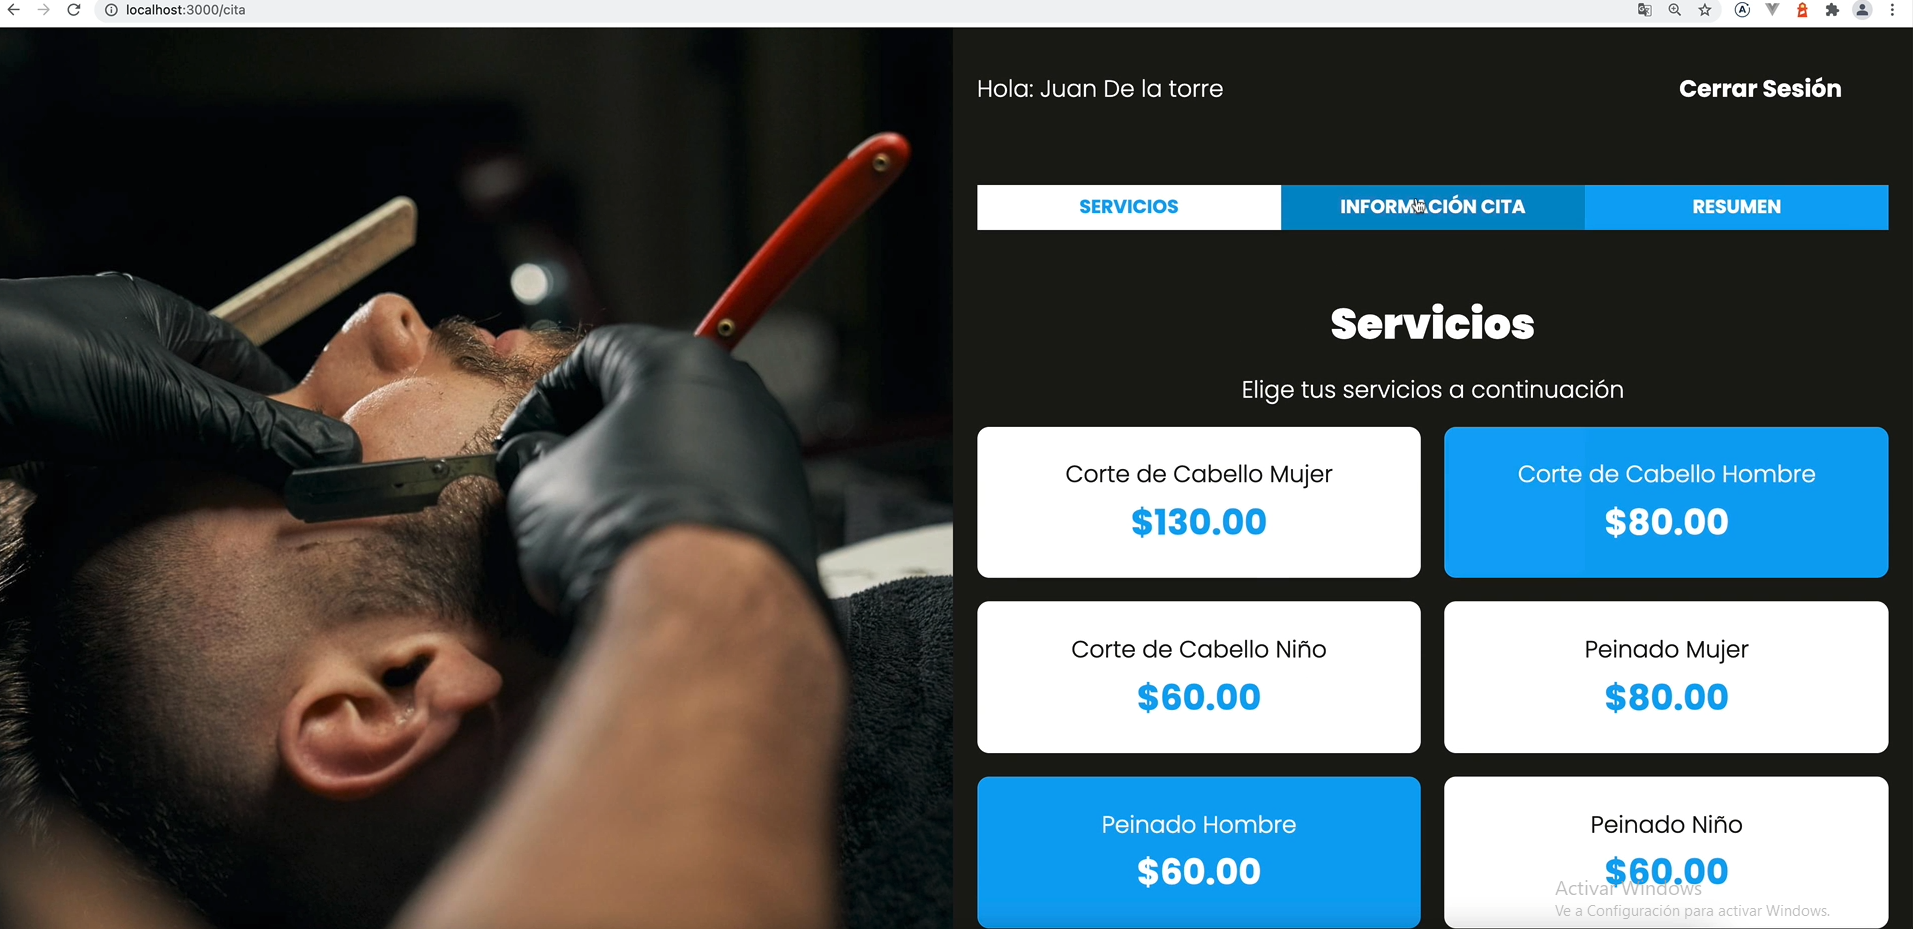 localhost:3000/cita
Hola: Juan De la torre
Cerrar Sesión
SERVICIOS
INFORMACIÓN CITA
RESUMEN
Servicios
Elige tus servicios a continuación
Corte de Cabello Mujer
$130.00
Corte de Cabello Hombre
$80.00
Corte de Cabello Niño
$60.00
Peinado Mujer
$80.00
Peinado Hombre
$60.00
Peinado Niño
$60.00
Activar Windows
Ve a Configuración para activar Windows.